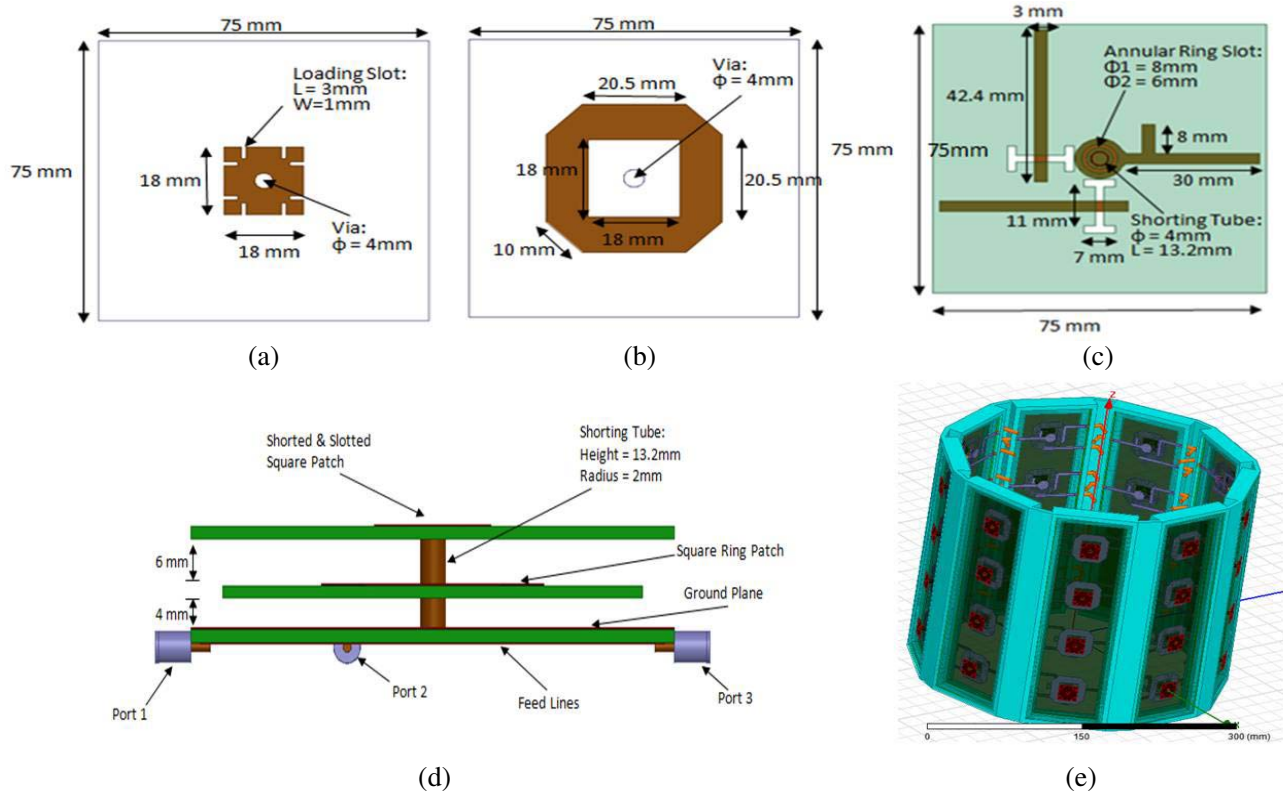 75 mm
Loading Slot:
L= 3mm
W=1mm
75 mm
18 mm
18 mm
Via:
ϕ = 4mm
(a)
75 mm
Via:
ϕ = 4mm
20.5 mm
18 mm
18 mm
20.5 mm
10 mm
75 mm
(b)
3 mm
Annular Ring Slot:
Φ1 = 8mm
Φ2 = 6mm
42.4 mm
75mm
8 mm
30 mm
11 mm
7 mm
Shorting Tube:
ϕ = 4mm
L = 13.2mm
75 mm
(c)
Shorted & Slotted
Square Patch
Shorting Tube:
Height = 13.2mm
Radius = 2mm
6 mm
Square Ring Patch
4 mm
Ground Plane
Port 1
Port 2
Feed Lines
Port 3
(d)
Z
0
150
300 (mm)
(e)